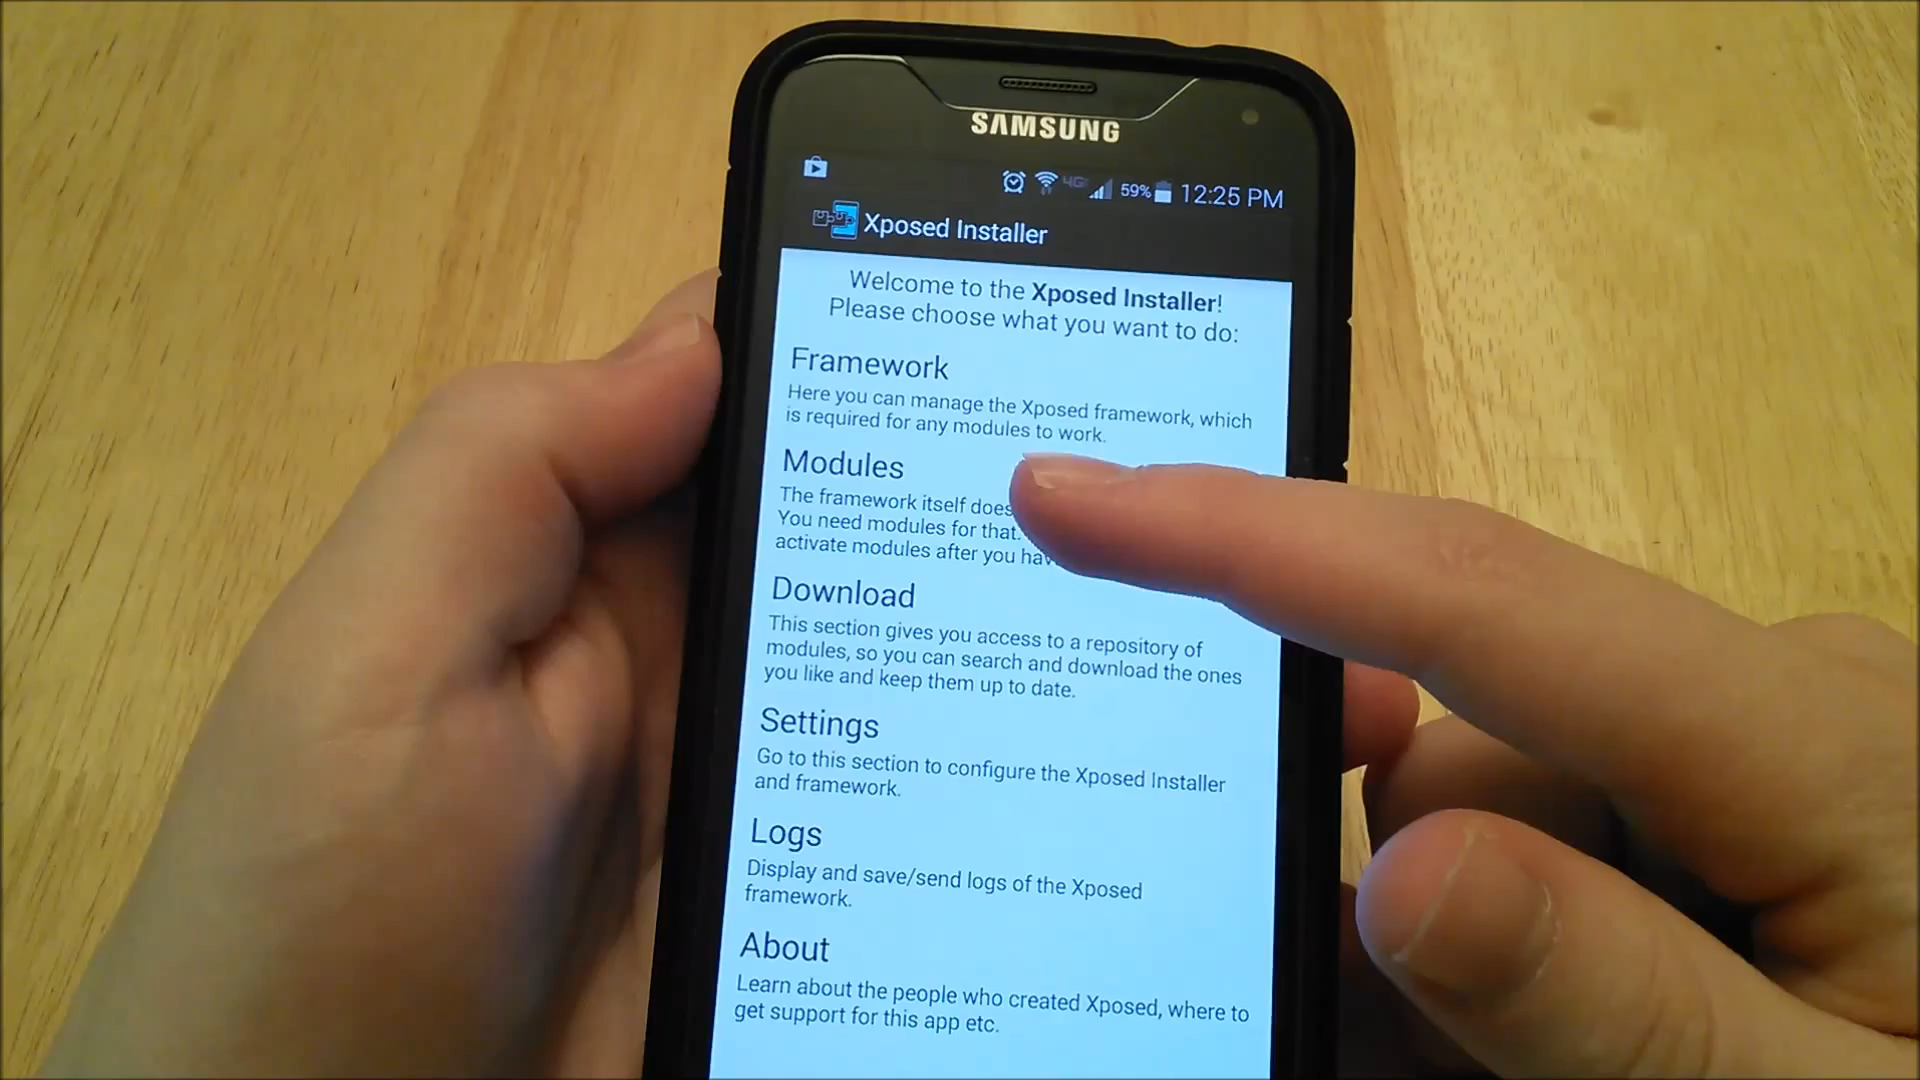 SAMSUNG
4G
59% 12:25 PM
Xposed Installer
Welcome to the Xposed Installer!
Please choose what you want to do:
Framework
Here you can manage the Xposed framework, which
is required for any modules to work.
Modules
The framework itself does
You need modules for that.
activate modules after you
Download
This section gives you access to a repository of
modules, so you can search and download the ones
you like and keep them up to date.
Settings
Go to this section to configure the Xposed Installer
and framework.
Logs
Display and save/send logs of the Xposed
framework.
About
Learn about the people who created Xposed, where to
get support for this app etc.